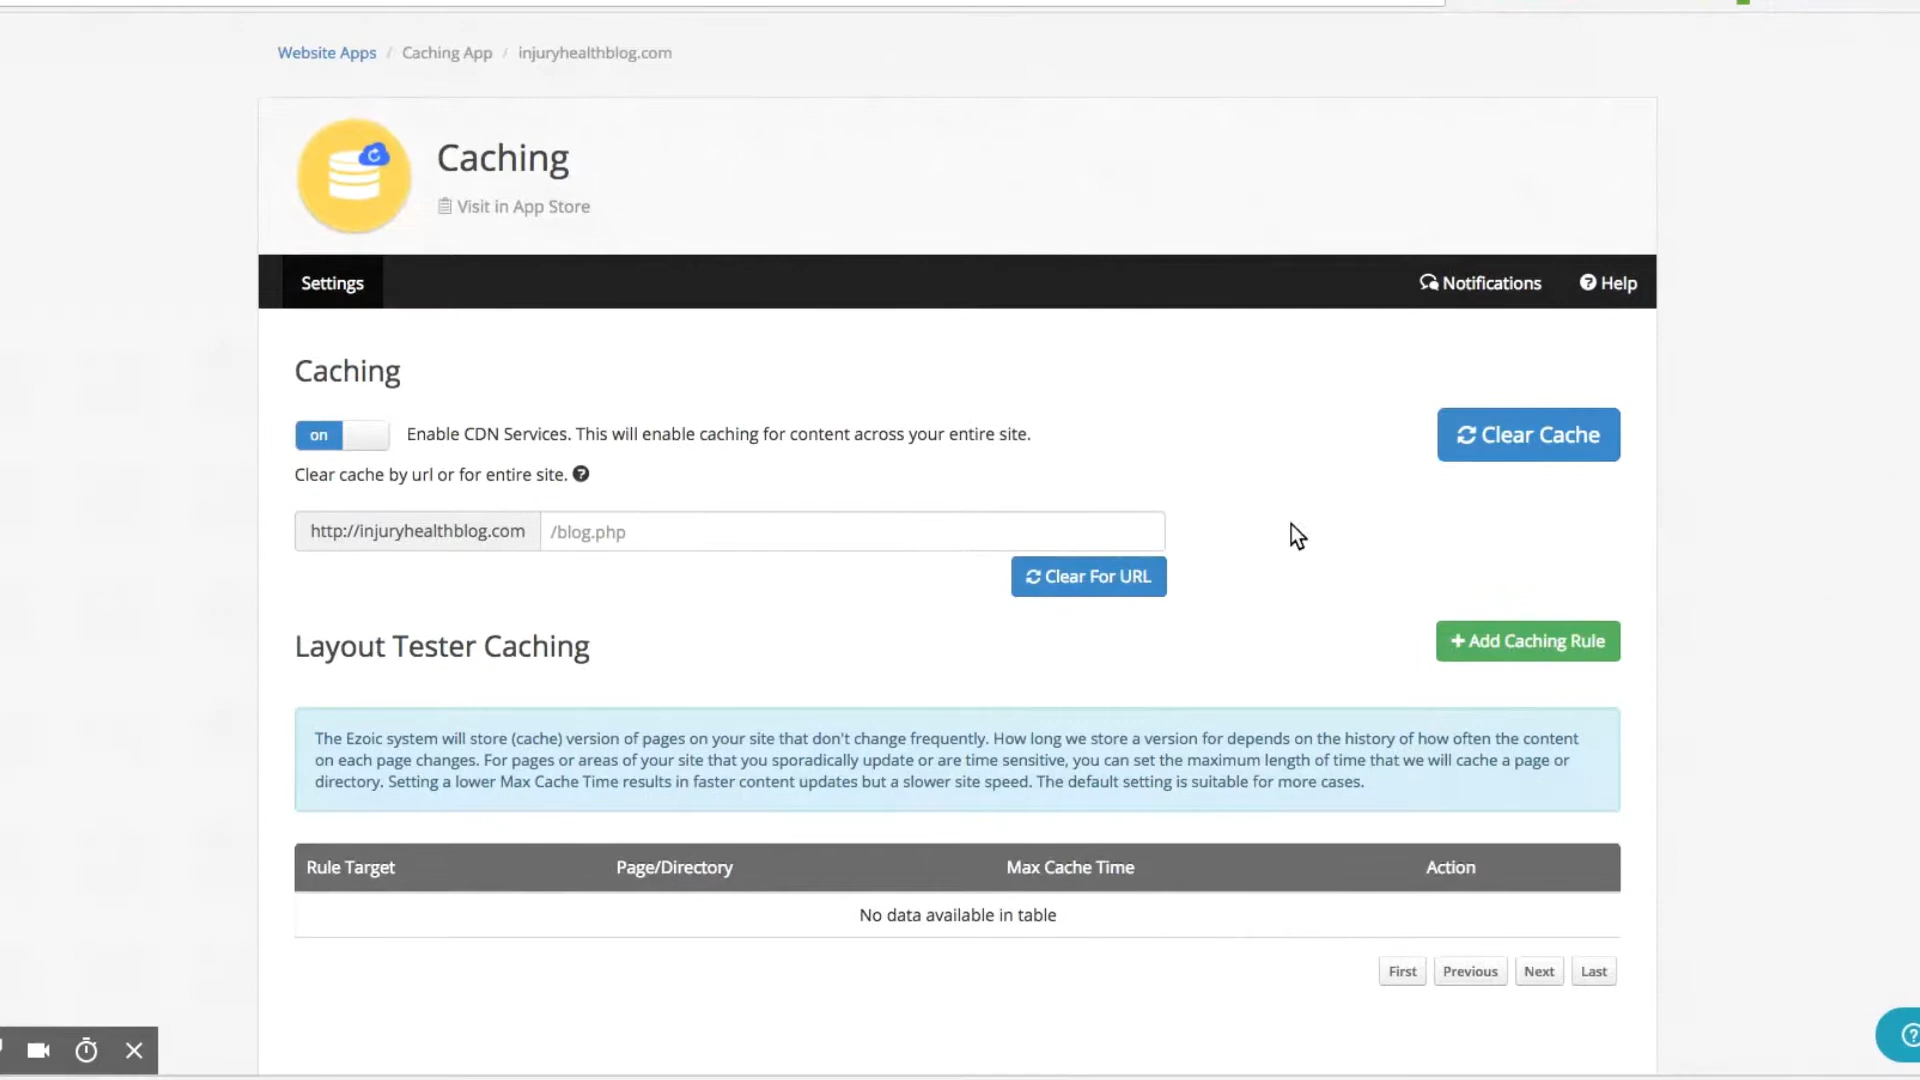 Website Apps / Caching App / injuryhealthblog.com
Caching
Visit in App Store
Settings
Notifications
Help
Caching
on
Enable CDN Services. This will enable caching for content across your entire site.
Clear Cache
Clear cache by url or for entire site.
http://injuryhealthblog.com
/blog.php
Clear For URL
Layout Tester Caching
+ Add Caching Rule
The Ezoic system will store (cache) version of pages on your site that don't change frequently. How long we store a version for depends on the history of how often the content
on each page changes. For pages or areas of your site that you sporadically update or are time sensitive, you can set the maximum length of time that we will cache a page or
directory. Setting a lower Max Cache Time results in faster content updates but a slower site speed. The default setting is suitable for more cases.
Rule Target
Page/Directory
Max Cache Time
Action
No data available in table
First
Previous
Next
Last